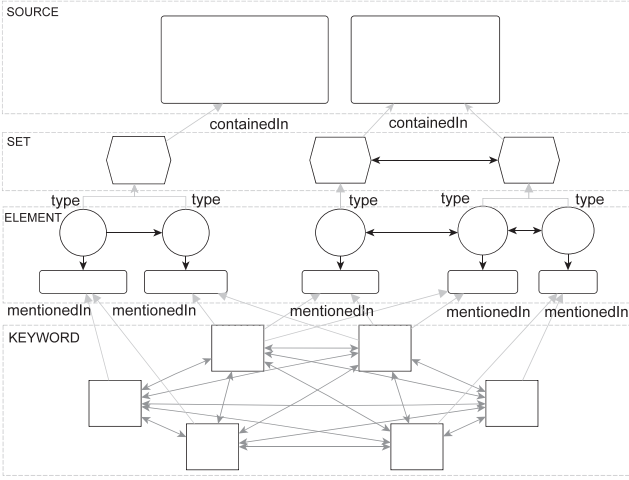 SOURCE
containedIn
containedIn
SET
type
type
type
type
type
ELEMENT
mentionedIn
mentionedIn
mentionedIn
mentionedIn
mentionedIn
KEYWORD